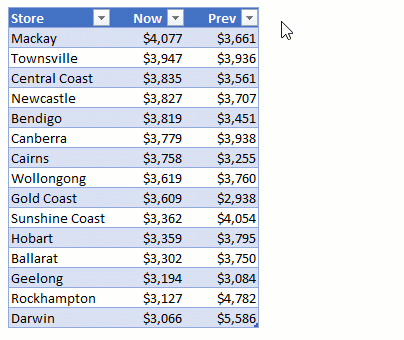 Store Now Prev
Mackay $4,077 $3,661
Townsville $3,947 $3,936
Central Coast $3,835 $3,561
Newcastle $3,827 $3,707
Bendigo $3,819 $3,451
Canberra $3,779 $3,938
Cairns $3,758 $3,255
Wollongong $3,619 $3,760
Gold Coast $3,609 $2,938
Sunshine Coast $3,362 $4,054
Hobart $3,359 $3,795
Ballarat $3,302 $3,750
Geelong $3,194 $3,084
Rockhampton $3,127 $4,782
Darwin $3,066 $5,586